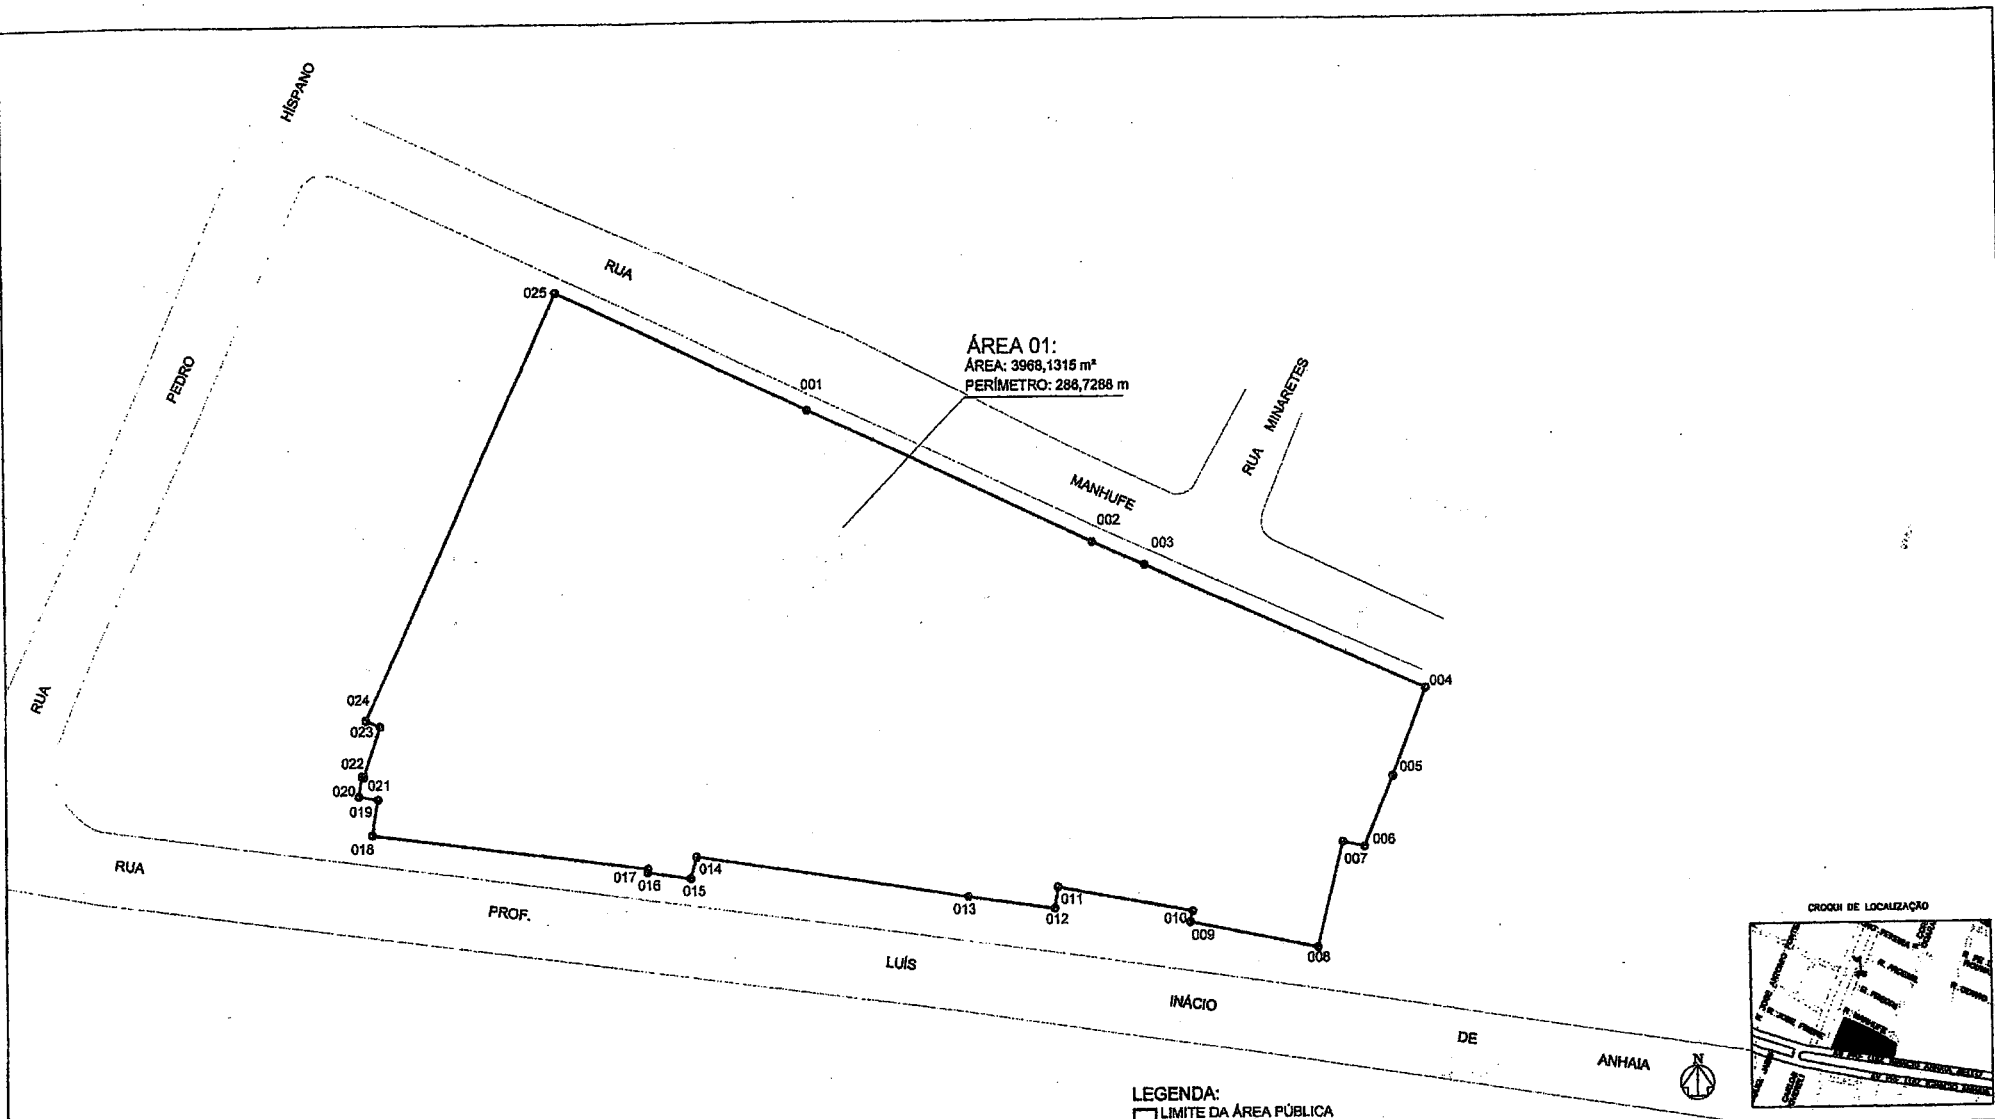 HÍSPANO
RUA
025
ÁREA 01:
ÁREA: 3968,1315 m²
PERÍMETRO: 286,7288 m
001
PEDRO
RUA MINARETES
MANHUFE
002
003
004
RUA
024
023
022
021
020
019
018
005
006
007
017
016
015
014
013
012
011
010
009
008
RUA
PROF.
LUÍS
INÁCIO
DE
ANHAIA
N
CROQUI DE LOCALIZAÇÃO
R. MANHUFE
LEGENDA:
LIMITE DA ÁREA PÚBLICA